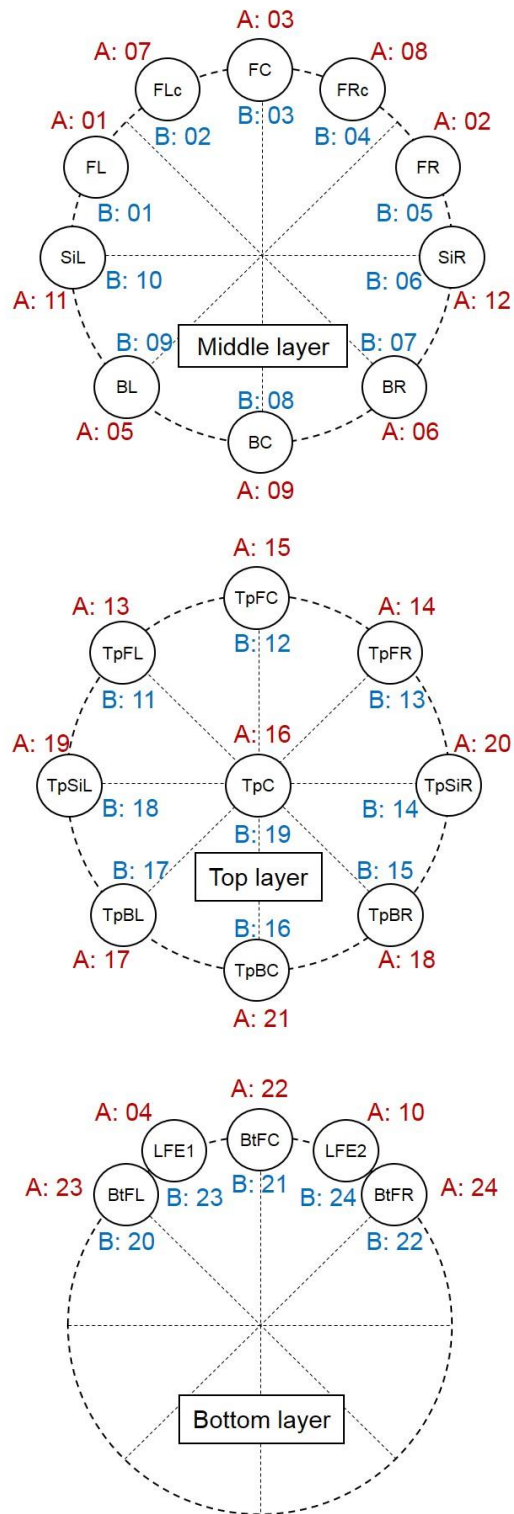 A: 03
A: 07
FC
A: 08
FLc
FRc
B: 03
A: 01
B: 02
B: 04
A: 02
FL
FR
B: 01
B: 05
SiL
SiR
B: 10
B: 06
A: 11
A: 12
B: 09
Middle layer
B: 07
BL
B: 08
BR
A: 05
BC
A: 06
A: 09
A: 15
A: 13
TpFC
A: 14
TpFL
B: 12
TpFR
B: 11
B: 13
A: 19
A: 16
A: 20
TpSiL
TpC
TpSiR
B: 18
B: 19
B: 14
B: 17
Top layer
B: 15
TpBL
B: 16
TpBR
A: 17
TpBC
A: 18
A: 21
A: 22
A: 04
BtFC
A: 10
LFE1
LFE2
A: 23
BtFL
B: 23
B: 21
B: 24
BtFR
A: 24
B: 20
B: 22
Bottom layer